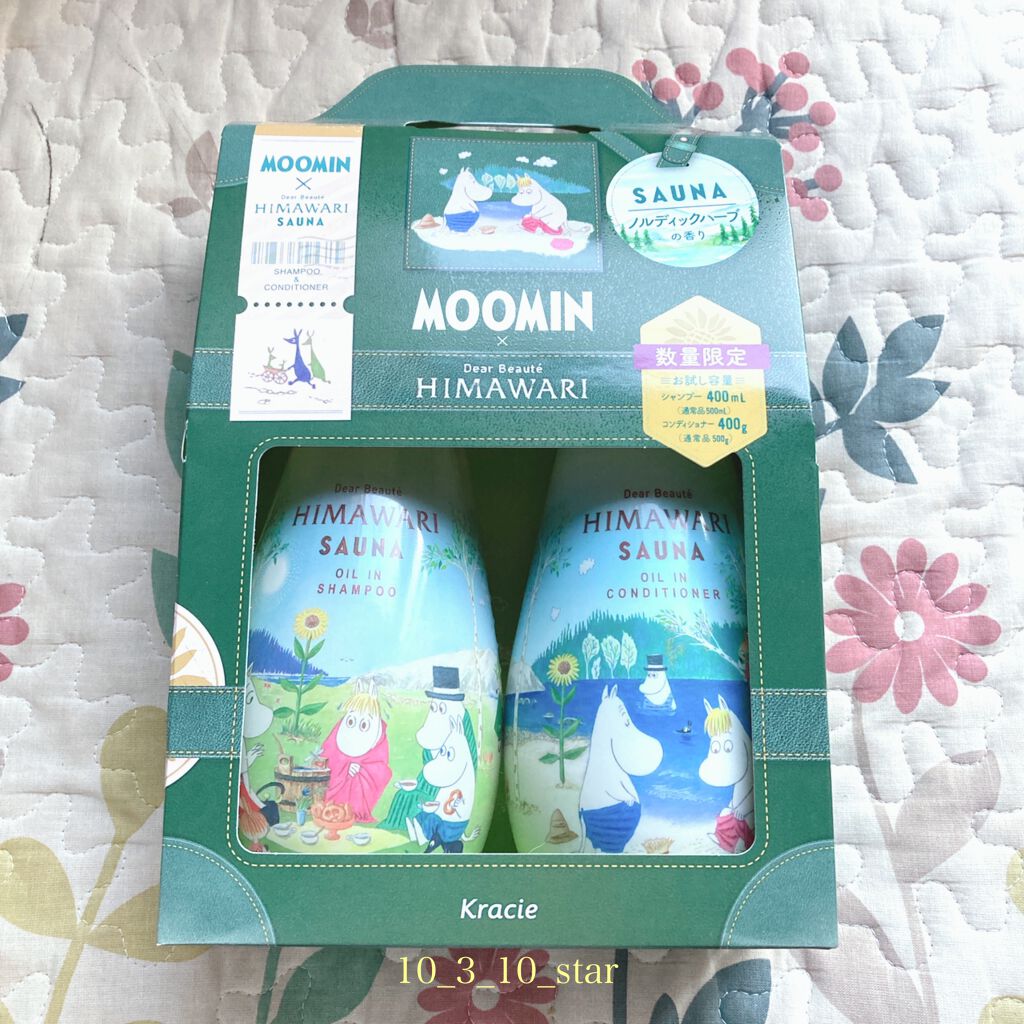 MOOMIN
×
Dear Beauté
HIMAWARI
SAUNA
SHAMPOO
&
CONDITIONER
SAUNA
ノルディックハーブ
の香り
MOOMIN
×
Dear Beauté
HIMAWARI
数量限定
お試し容量
シャンプー 400mL
(通常品500mL)
コンディショナー 400g
(通常品500g)
Dear Beauté
HIMAWARI
SAUNA
OIL IN
SHAMPOO
Dear Beauté
HIMAWARI
SAUNA
OIL IN
CONDITIONER
Kracie
10_3_10_star